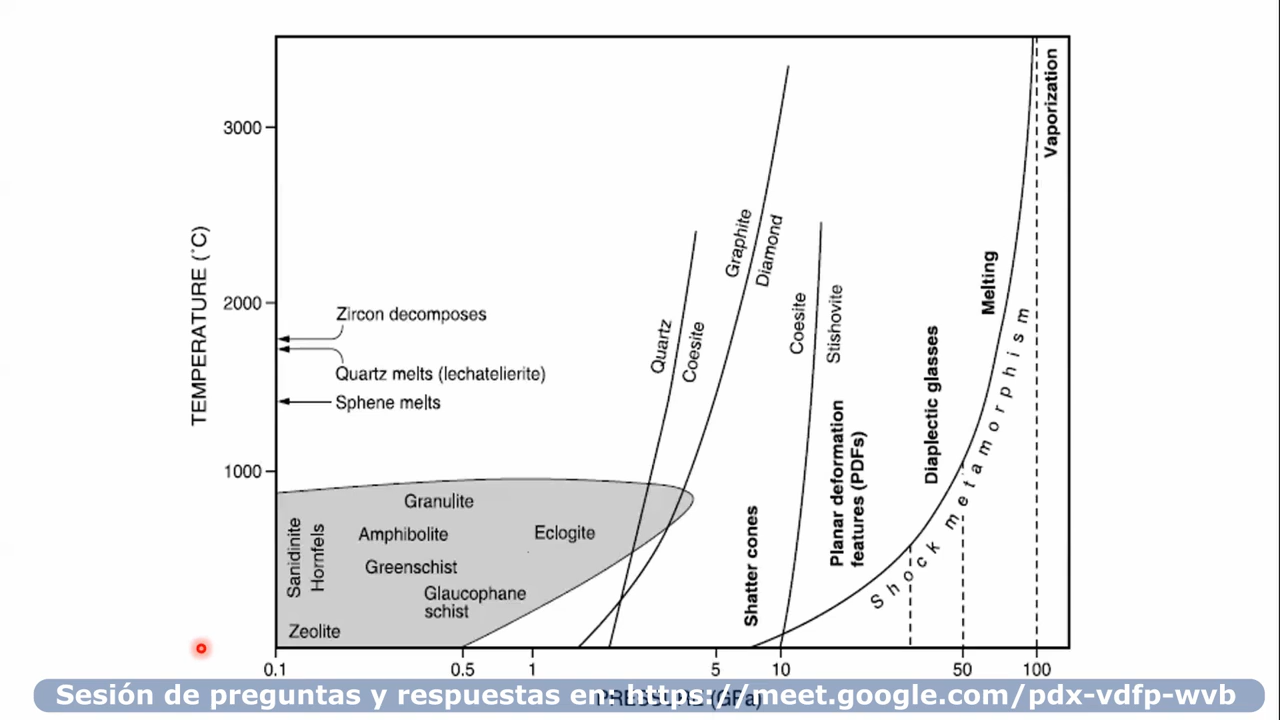 TEMPERATURE (°C)
3000
2000
1000
Zircon decomposes
Quartz melts (lechatelierite)
Sphene melts
Granulite
Amphibolite
Eclogite
Greenschist
Glaucophane
schist
Sanidinite
Hornfels
Zeolite
Quartz
Coesite
Graphite
Diamond
Coesite
Stishovite
Shatter cones
Planar deformation
features (PDFs)
Diaplectic glasses
Melting
Vaporization
Shock metamorphism
0.1
0.5
1
5
10
50
100
PRESSURE (GPa)
Sesión de preguntas y respuestas en: https://meet.google.com/pdx-vdfp-wvb